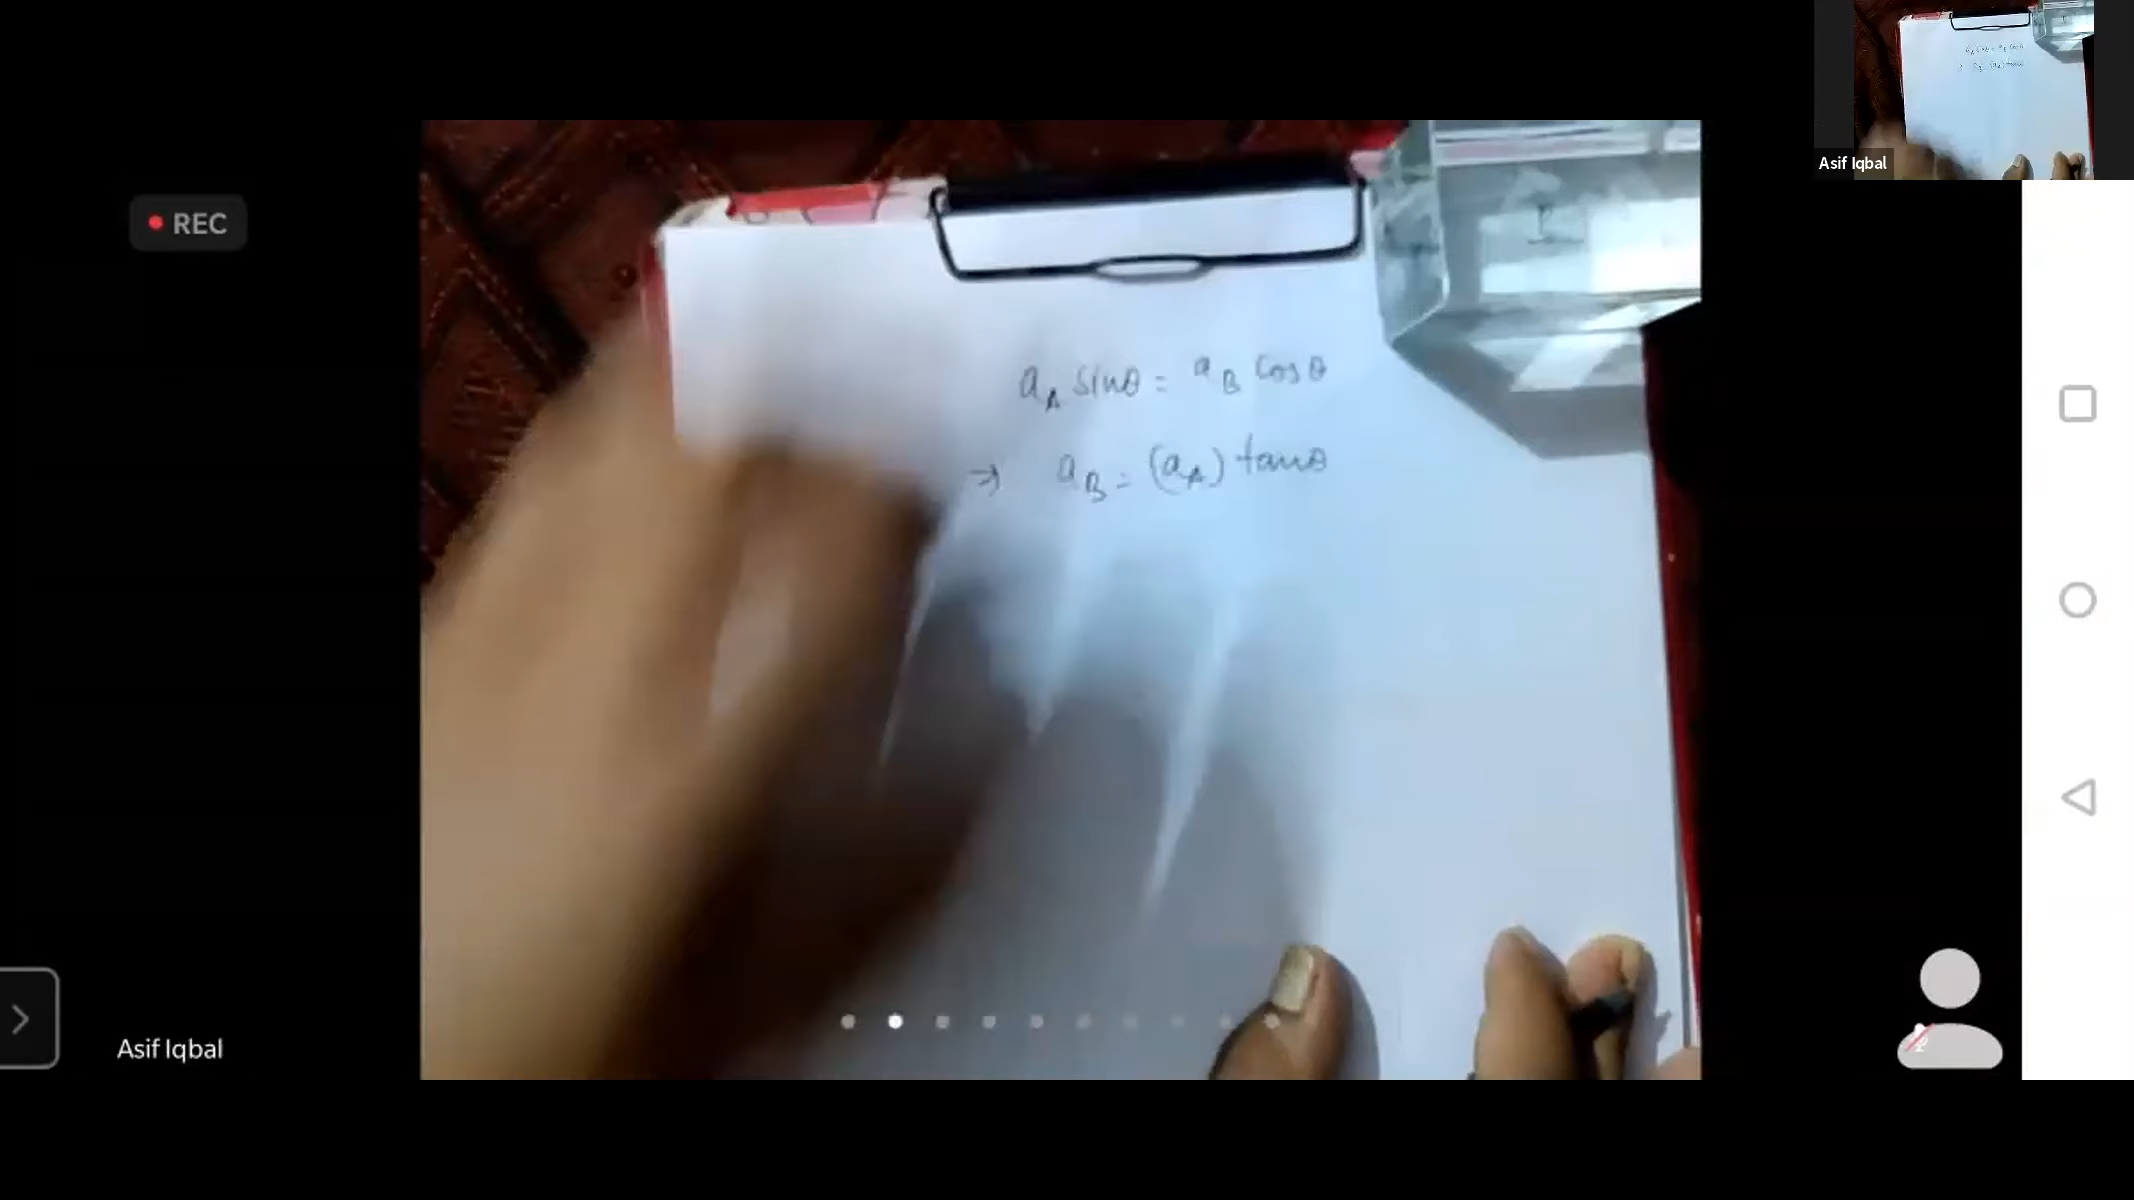 Asif Iqbal
REC
a_A sinθ = a_B cosθ
→ a_B = (a_A) tanθ
Asif Iqbal